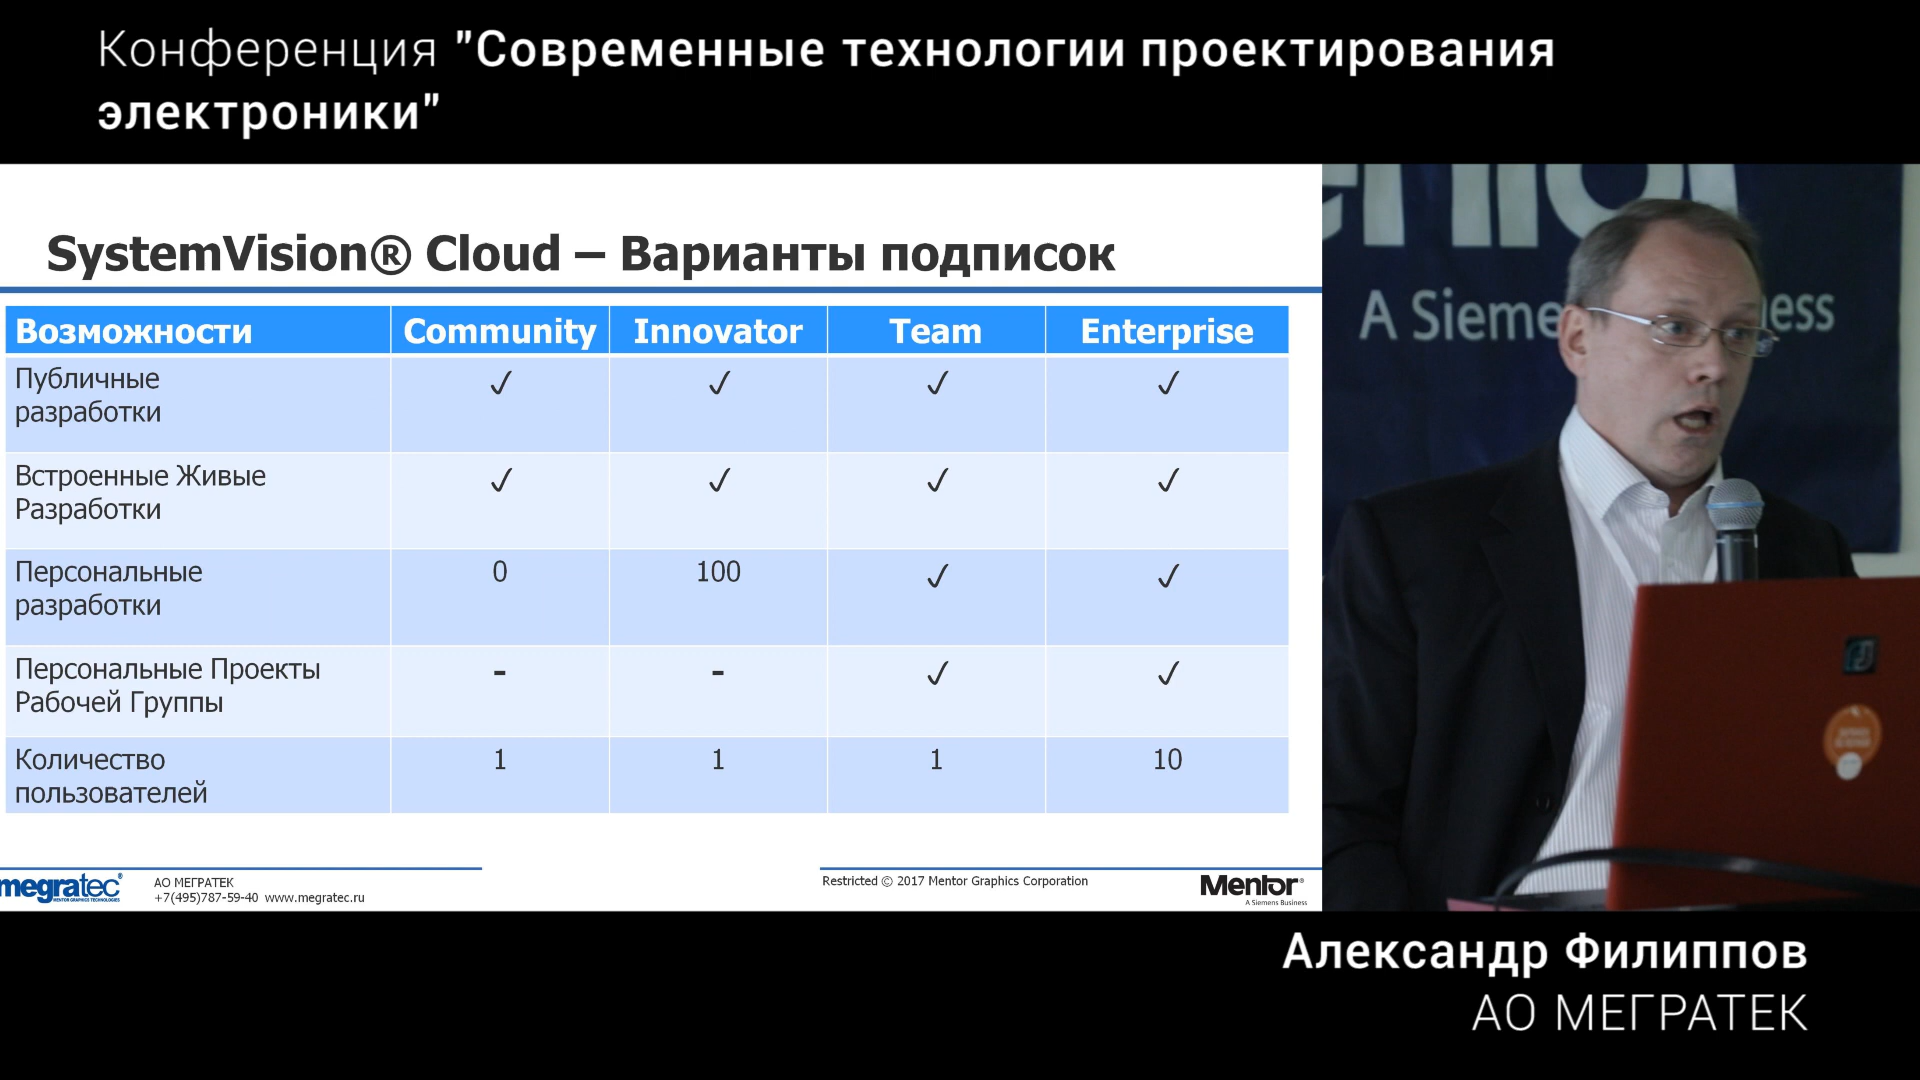 Конференция "Современные технологии проектирования
электроники"
SystemVision® Cloud – Варианты подписок
Возможности Community Innovator Team Enterprise
Публичные
разработки ✓ ✓ ✓ ✓
Встроенные Живые
Разработки ✓ ✓ ✓ ✓
Персональные
разработки 0 100 ✓ ✓
Персональные Проекты
Рабочей Группы - - ✓ ✓
Количество
пользователей 1 1 1 10
megratec®
MENTOR GRAPHICS TECHNOLOGIES
АО МЕГРАТЕК
+7(495)787-59-40 www.megratec.ru
Restricted © 2017 Mentor Graphics Corporation
Mentor®
A Siemens Business
A Sieme ess
Александр Филиппов
АО МЕГРАТЕК